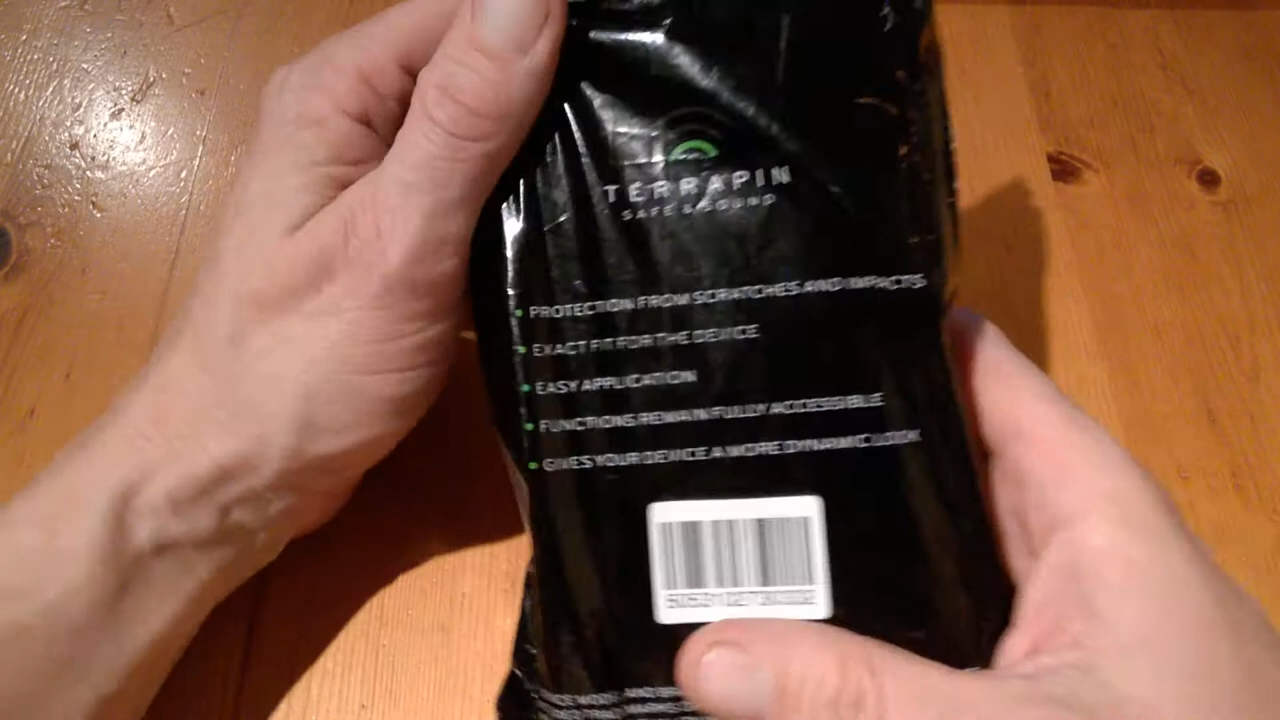 TERRAPIN
SAFE & SOUND
PROTECTION FROM SCRATCHES AND IMPACTS
EXACT FIT FOR THE DEVICE
EASY APPLICATION
FUNCTIONS REMAIN FULLY ACCESSIBLE
GIVES YOUR DEVICE A MORE DYNAMIC LOOK